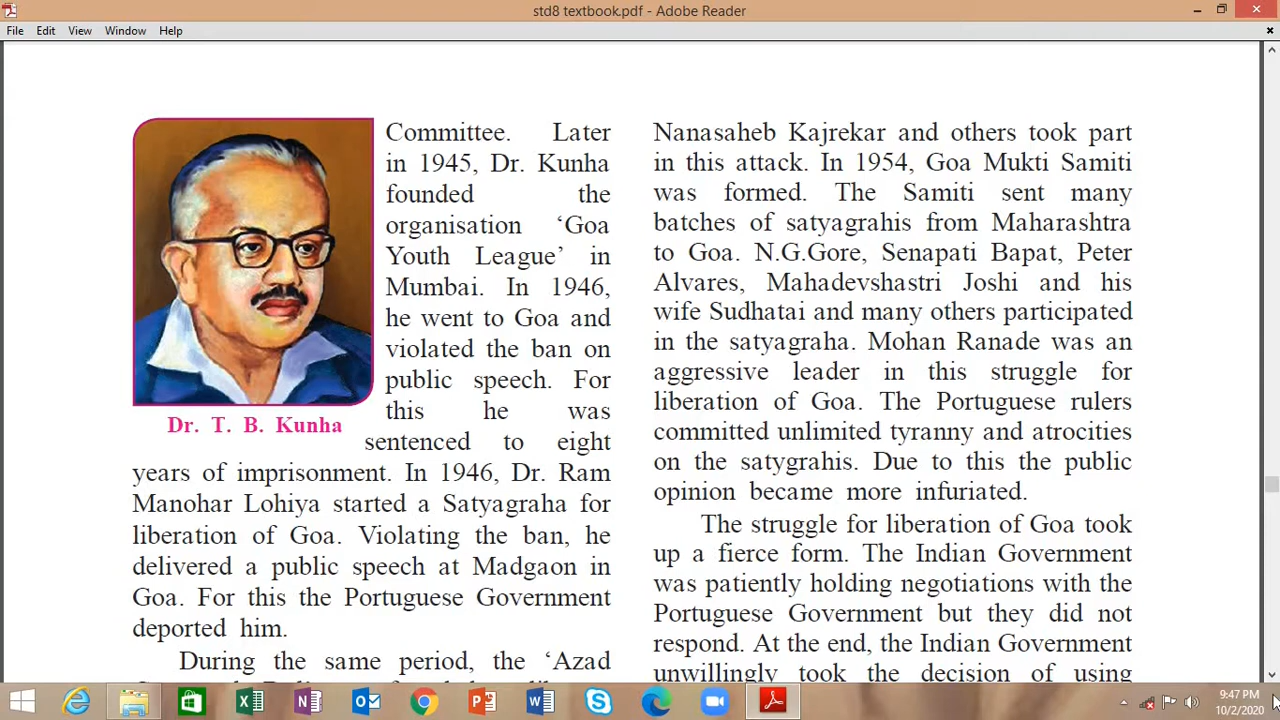 std8 textbook.pdf - Adobe Reader
File Edit View Window Help
Committee. Later
in 1945, Dr. Kunha
founded the
organisation ‘Goa
Youth League’ in
Mumbai. In 1946,
he went to Goa and
violated the ban on
public speech. For
this he was
Dr. T. B. Kunha
sentenced to eight
years of imprisonment. In 1946, Dr. Ram
Manohar Lohiya started a Satyagraha for
liberation of Goa. Violating the ban, he
delivered a public speech at Madgaon in
Goa. For this the Portuguese Government
deported him.
During the same period, the ‘Azad
Nanasaheb Kajrekar and others took part
in this attack. In 1954, Goa Mukti Samiti
was formed. The Samiti sent many
batches of satyagrahis from Maharashtra
to Goa. N.G.Gore, Senapati Bapat, Peter
Alvares, Mahadevshastri Joshi and his
wife Sudhatai and many others participated
in the satyagraha. Mohan Ranade was an
aggressive leader in this struggle for
liberation of Goa. The Portuguese rulers
committed unlimited tyranny and atrocities
on the satygrahis. Due to this the public
opinion became more infuriated.
The struggle for liberation of Goa took
up a fierce form. The Indian Government
was patiently holding negotiations with the
Portuguese Government but they did not
respond. At the end, the Indian Government
unwillingly took the decision of using
9:47 PM
10/2/2020